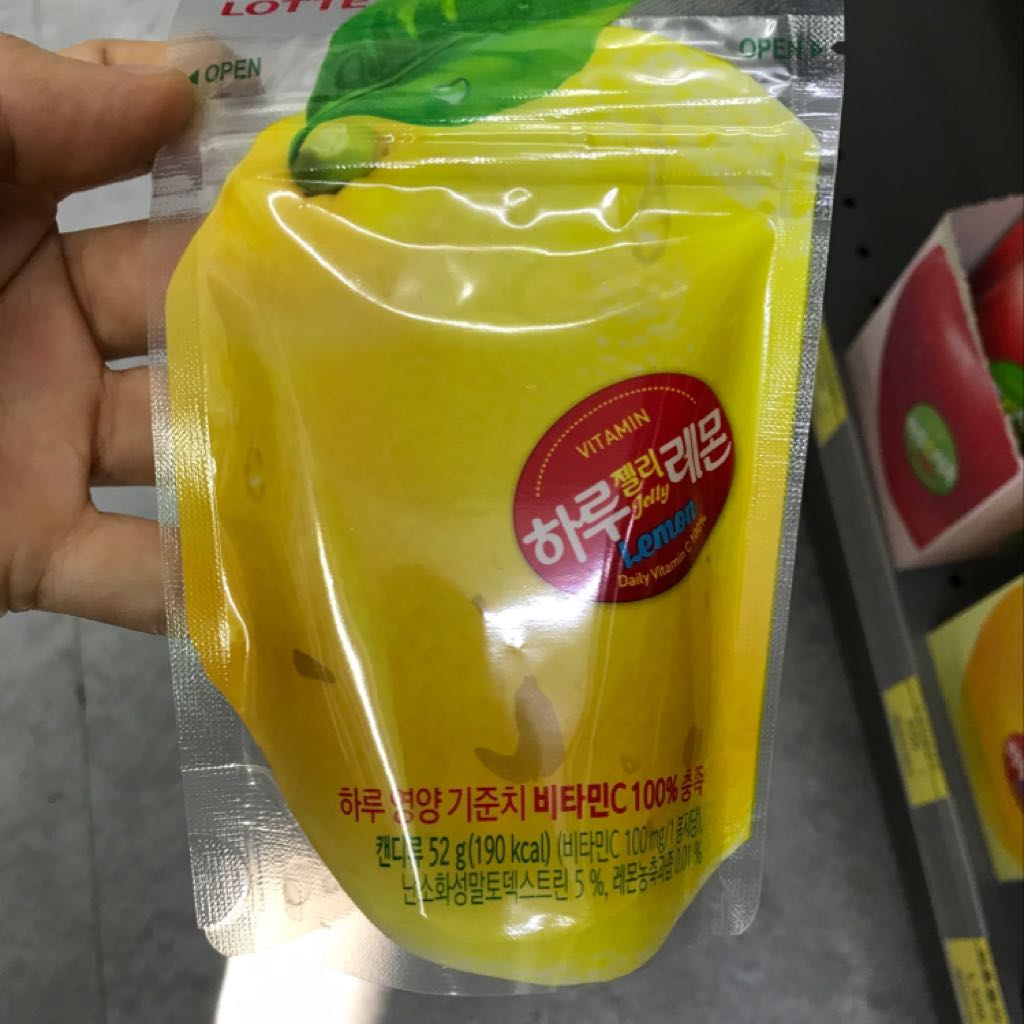 LOTTE
OPEN
OPEN
VITAMIN
하루 젤리 레몬
Jelly
Lemon
Daily Vitamin C 100%
하루 영양 기준치 비타민C 100% 충족
캔디류 52 g(190 kcal) (비타민C 100 mg/1 봉지당),
난소화성말토덱스트린 5 %, 레몬농축과즙 0.01 %